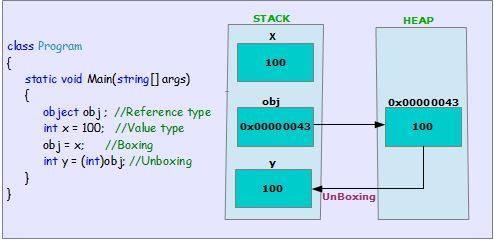 class Program
{
static void Main(string[] args)
{
object obj ; //Reference type
int x = 100; //Value type
obj = x; //Boxing
int y = (int)obj; //Unboxing
}
}
STACK
X
100
obj
0x00000043
y
100
HEAP
0x00000043
100
UnBoxing